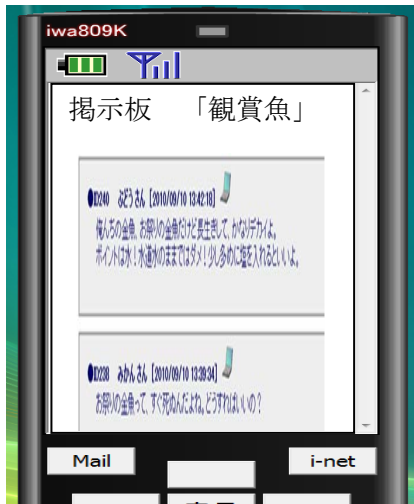 iwa809K
掲示板 「観賞魚」
●ID240 ぶどうさん [2010/09/10 13:42:18]
俺んちの金魚、お祭りの金魚だけど長生きして、かなりデカイよ。
ポイントは水！水道水のままではダメ！少し多めに塩を入れるといいよ。
●ID238 みかんさん [2010/09/10 13:39:34]
お祭りの金魚って、すぐ死ぬんだよね。どうすればいいの？
Mail
i-net